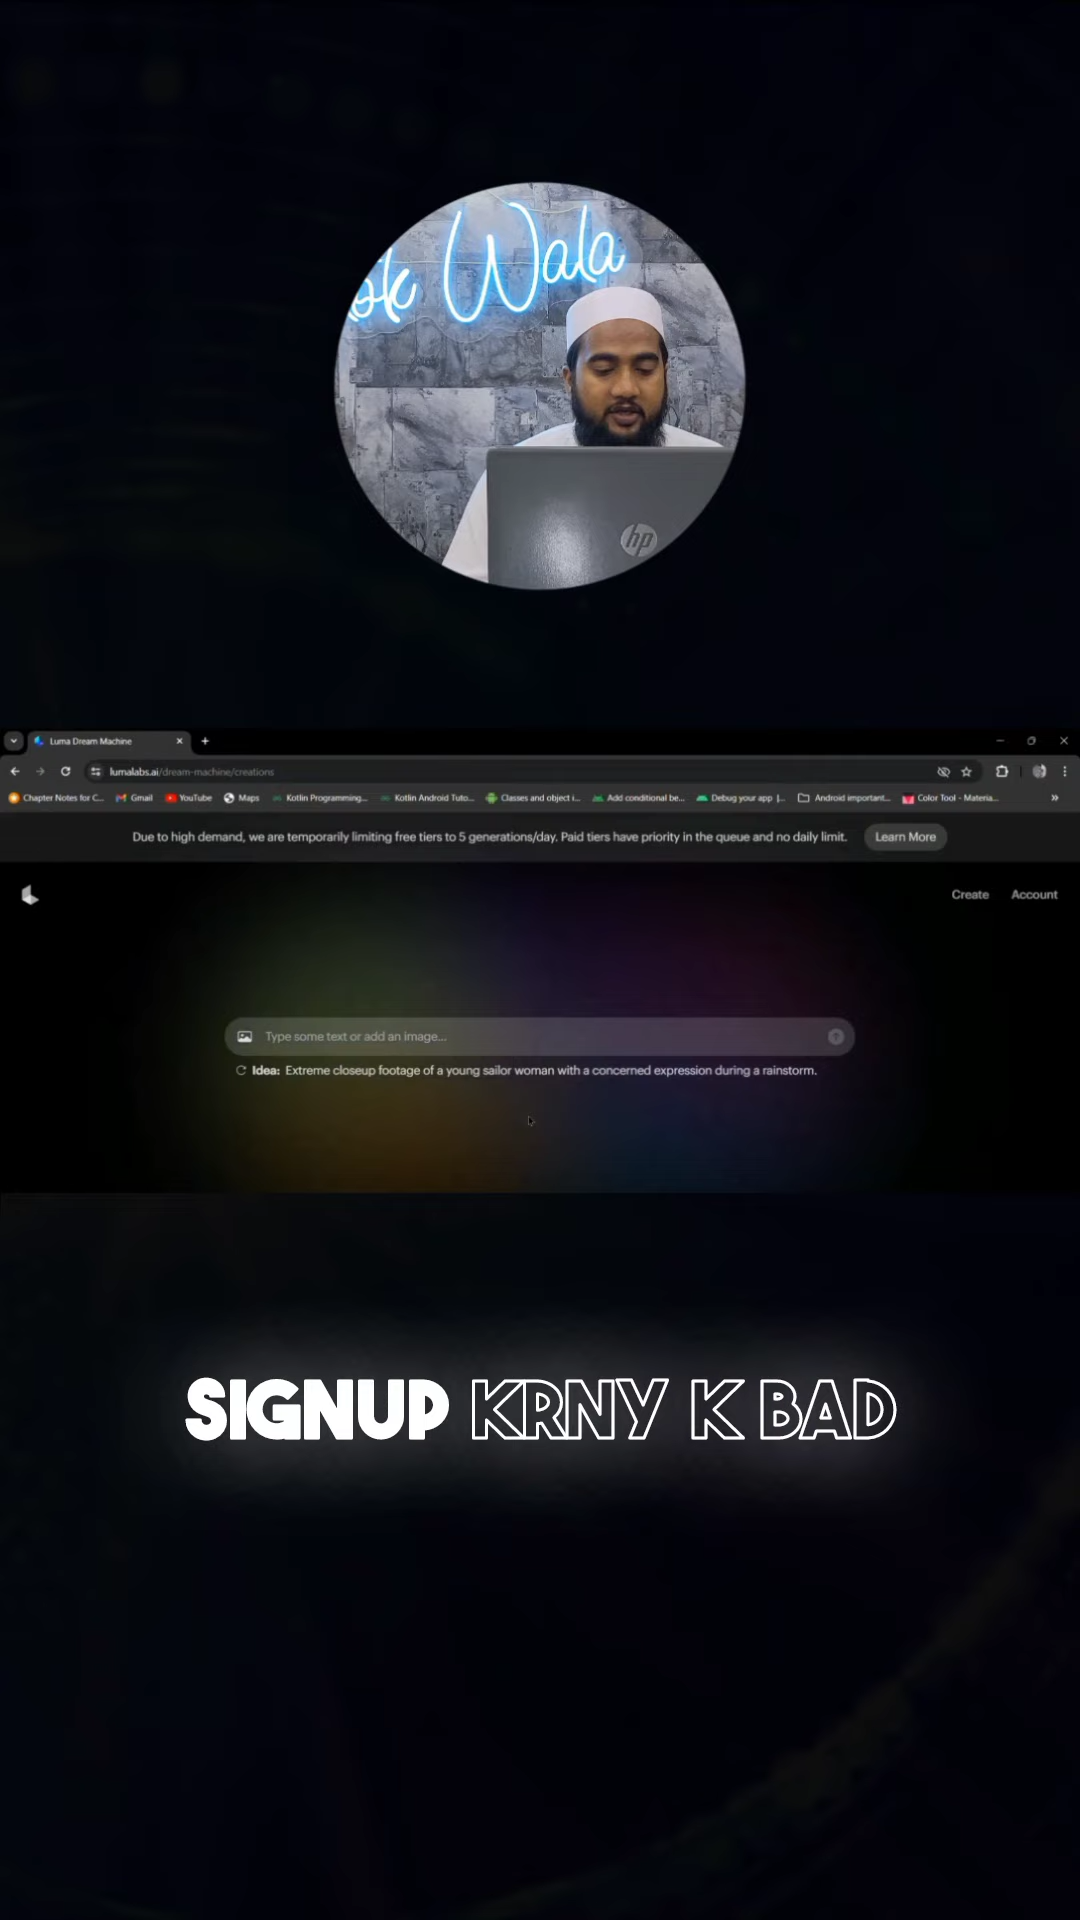 ok Wala
hp
Luma Dream Machine
lumalabs.ai/dream-machine/creations
Chapter Notes for C... Gmail YouTube Maps Kotlin Programming... Kotlin Android Tuto... Classes and object i... Add conditional be... Debug your app |... Android important... Color Tool - Materia...
Due to high demand, we are temporarily limiting free tiers to 5 generations/day. Paid tiers have priority in the queue and no daily limit. Learn More
Create Account
Type some text or add an image...
Idea: Extreme closeup footage of a young sailor woman with a concerned expression during a rainstorm.
SIGNUP KRNY K BAD